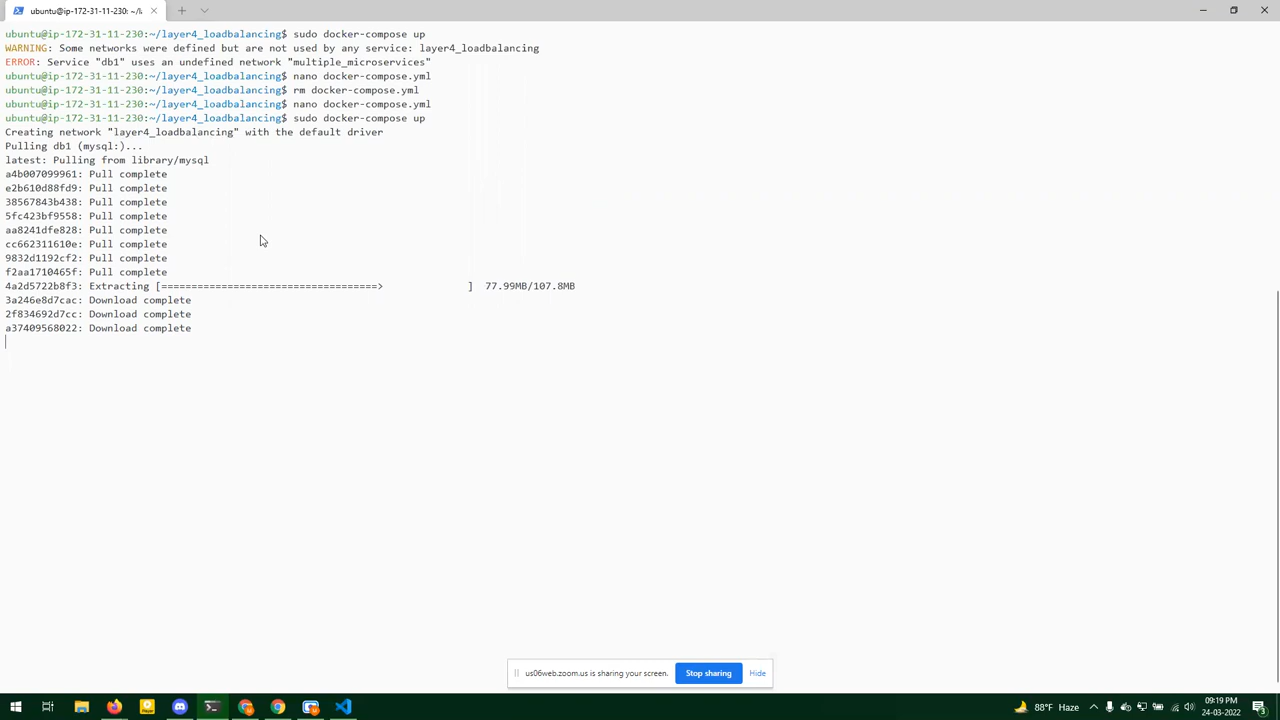 ubuntu@ip-172-31-11-230: ~/l
ubuntu@ip-172-31-11-230:~/layer4_loadbalancing$ sudo docker-compose up
WARNING: Some networks were defined but are not used by any service: layer4_loadbalancing
ERROR: Service "db1" uses an undefined network "multiple_microservices"
ubuntu@ip-172-31-11-230:~/layer4_loadbalancing$ nano docker-compose.yml
ubuntu@ip-172-31-11-230:~/layer4_loadbalancing$ rm docker-compose.yml
ubuntu@ip-172-31-11-230:~/layer4_loadbalancing$ nano docker-compose.yml
ubuntu@ip-172-31-11-230:~/layer4_loadbalancing$ sudo docker-compose up
Creating network "layer4_loadbalancing" with the default driver
Pulling db1 (mysql:)...
latest: Pulling from library/mysql
a4b007099961: Pull complete
e2b610d88fd9: Pull complete
38567843b438: Pull complete
5fc423bf9558: Pull complete
aa8241dfe828: Pull complete
cc662311610e: Pull complete
9832d1192cf2: Pull complete
f2aa1710465f: Pull complete
4a2d5722b8f3: Extracting [====================================>              ]  77.99MB/107.8MB
3a246e8d7cac: Download complete
2f834692d7cc: Download complete
a37409568022: Download complete
us06web.zoom.us is sharing your screen. Stop sharing Hide
88°F Haze
09:19 PM
24-03-2022
3